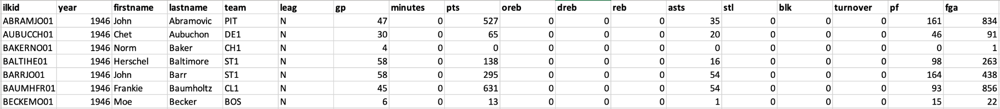 ilkid year firstname lastname team leag gp minutes pts oreb dreb reb asts stl blk turnover pf fga
ABRAMJO01 1946 John Abramovic PIT N 47 0 527 0 0 0 35 0 0 0 161 834
AUBUCCH01 1946 Chet Aubuchon DE1 N 30 0 65 0 0 0 20 0 0 0 46 91
BAKERNO01 1946 Norm Baker CH1 N 4 0 0 0 0 0 0 0 0 0 0 1
BALTIHE01 1946 Herschel Baltimore ST1 N 58 0 138 0 0 0 16 0 0 0 98 263
BARRJO01 1946 John Barr ST1 N 58 0 295 0 0 0 54 0 0 0 164 438
BAUMHFR01 1946 Frankie Baumholtz CL1 N 45 0 631 0 0 0 54 0 0 0 93 856
BECKEMO01 1946 Moe Becker BOS N 6 0 13 0 0 0 1 0 0 0 15 22